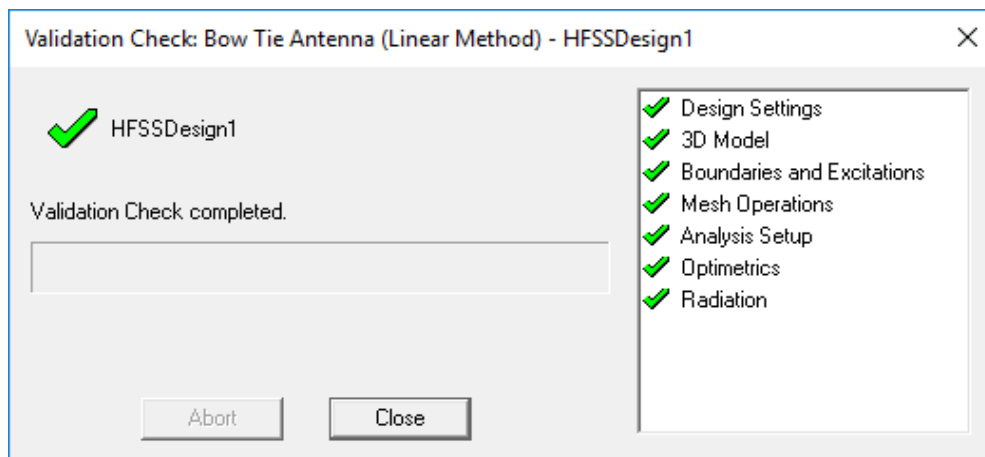 Validation Check: Bow Tie Antenna (Linear Method) - HFSSDesign1
HFSSDesign1
Validation Check completed.
Abort
Close
Design Settings
3D Model
Boundaries and Excitations
Mesh Operations
Analysis Setup
Optimetrics
Radiation